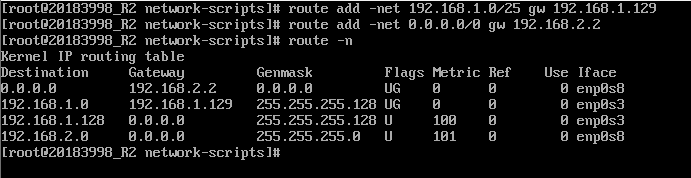 [root@20183998_R2 network-scripts]# route add -net 192.168.1.0/25 gw 192.168.1.129
[root@20183998_R2 network-scripts]# route add -net 0.0.0.0/0 gw 192.168.2.2
[root@20183998_R2 network-scripts]# route -n
Kernel IP routing table
Destination     Gateway         Genmask         Flags Metric Ref    Use Iface
0.0.0.0         192.168.2.2     0.0.0.0         UG    0      0        0 enp0s8
192.168.1.0     192.168.1.129   255.255.255.128 UG    0      0        0 enp0s3
192.168.1.128   0.0.0.0         255.255.255.128 U     100    0        0 enp0s3
192.168.2.0     0.0.0.0         255.255.255.0   U     101    0        0 enp0s8
[root@20183998_R2 network-scripts]#